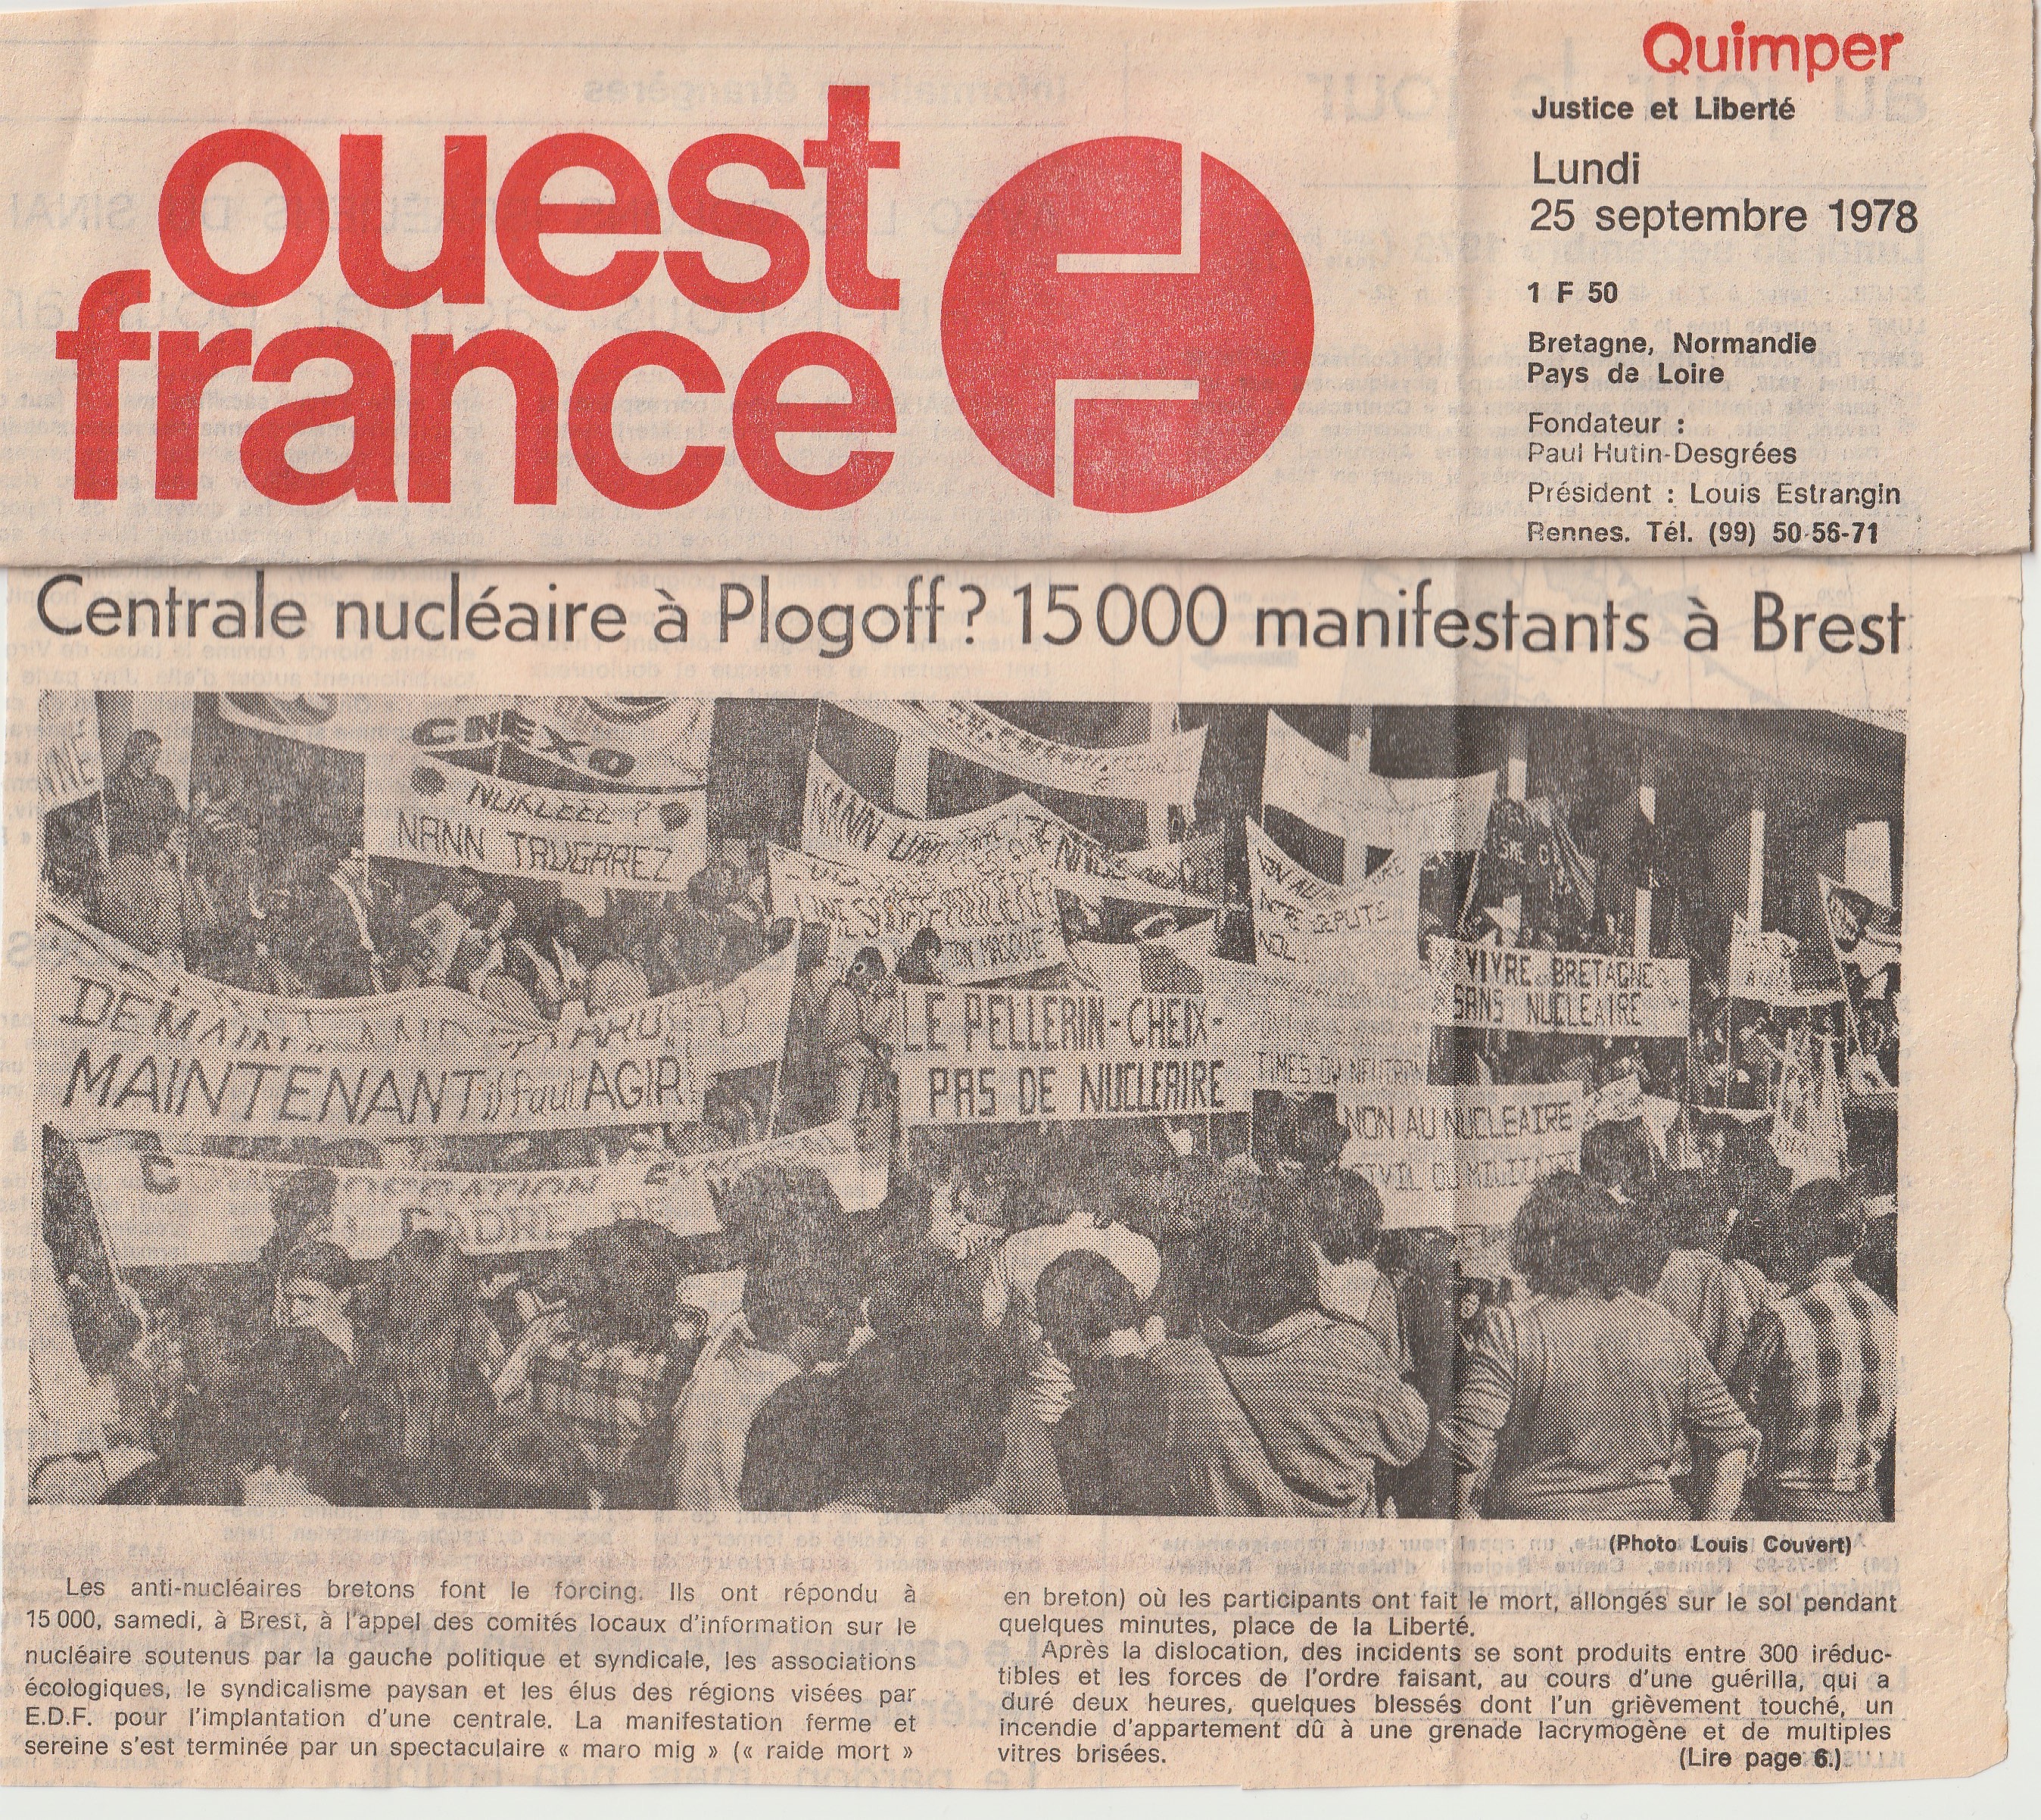 ouest
france
Quimper
Justice et Liberté
Lundi
25 septembre 1978
1 F 50
Bretagne, Normandie
Pays de Loire
Fondateur :
Paul Hutin-Desgrées
Président : Louis Estrangin
Rennes. Tél. (99) 50-56-71
Centrale nucléaire à Plogoff ? 15 000 manifestants à Brest
CNEXO
NUKLEEL ?
NANN TRUGAREZ
NANN
VIVRE BRETAGNE
SANS NUCLEAIRE
DEMAIN
MAINTENANT il faut AGIR
LE PELLERIN-CHEIX-
PAS DE NUCLEAIRE
NON AU NUCLEAIRE
CIVIL OU MILITAIRE
CADRE DE
(Photo Louis Couvert)
Les anti-nucléaires bretons font le forcing. Ils ont répondu à
15 000, samedi, à Brest, à l'appel des comités locaux d'information sur le
nucléaire soutenus par la gauche politique et syndicale, les associations
écologiques, le syndicalisme paysan et les élus des régions visées par
E.D.F. pour l'implantation d'une centrale. La manifestation ferme et
sereine s'est terminée par un spectaculaire « maro mig » (« raide mort »
en breton) où les participants ont fait le mort, allongés sur le sol pendant
quelques minutes, place de la Liberté.
Après la dislocation, des incidents se sont produits entre 300 iréduc-
tibles et les forces de l'ordre faisant, au cours d'une guérilla, qui a
duré deux heures, quelques blessés dont l'un grièvement touché, un
incendie d'appartement dû à une grenade lacrymogène et de multiples
vitres brisées.
(Lire page 6.)